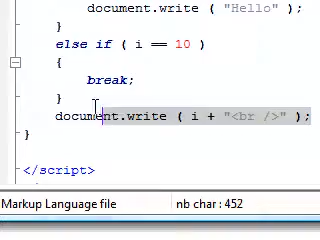 document.write ( "Hello" );
}
else if ( i == 10 )
{
break;
}
document.write ( i + "<br />" );
}
</script>
Markup Language file nb char : 452